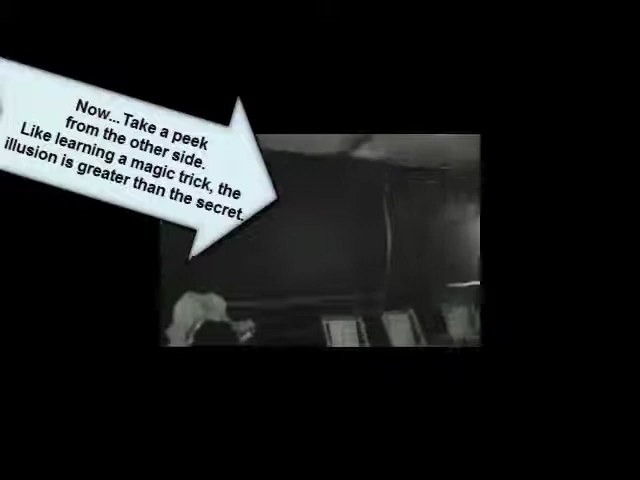 Now... Take a peek
from the other side.
Like learning a magic trick, the
illusion is greater than the secret.